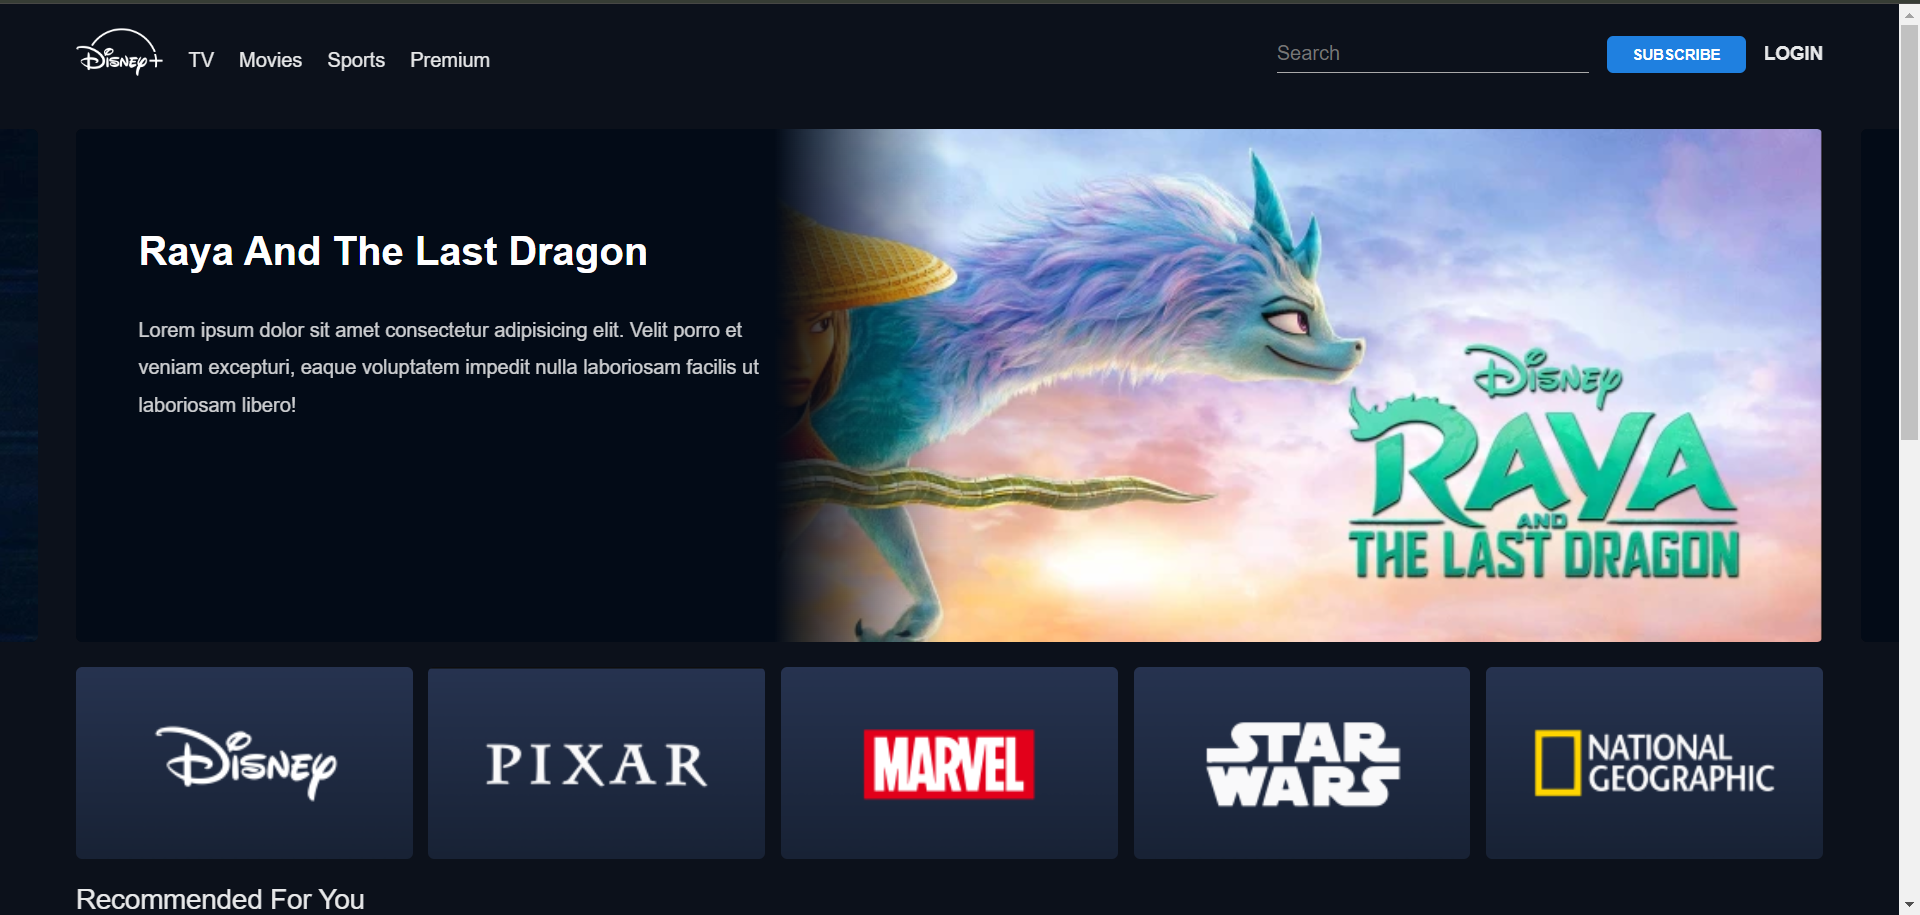 Disney+
TV
Movies
Sports
Premium
Search
SUBSCRIBE
LOGIN
Raya And The Last Dragon
Lorem ipsum dolor sit amet consectetur adipisicing elit. Velit porro et
veniam excepturi, eaque voluptatem impedit nulla laboriosam facilis ut
laboriosam libero!
DISNEY
RAYA
AND
THE LAST DRAGON
DISNEY
PIXAR
MARVEL
STAR
WARS
NATIONAL
GEOGRAPHIC
Recommended For You